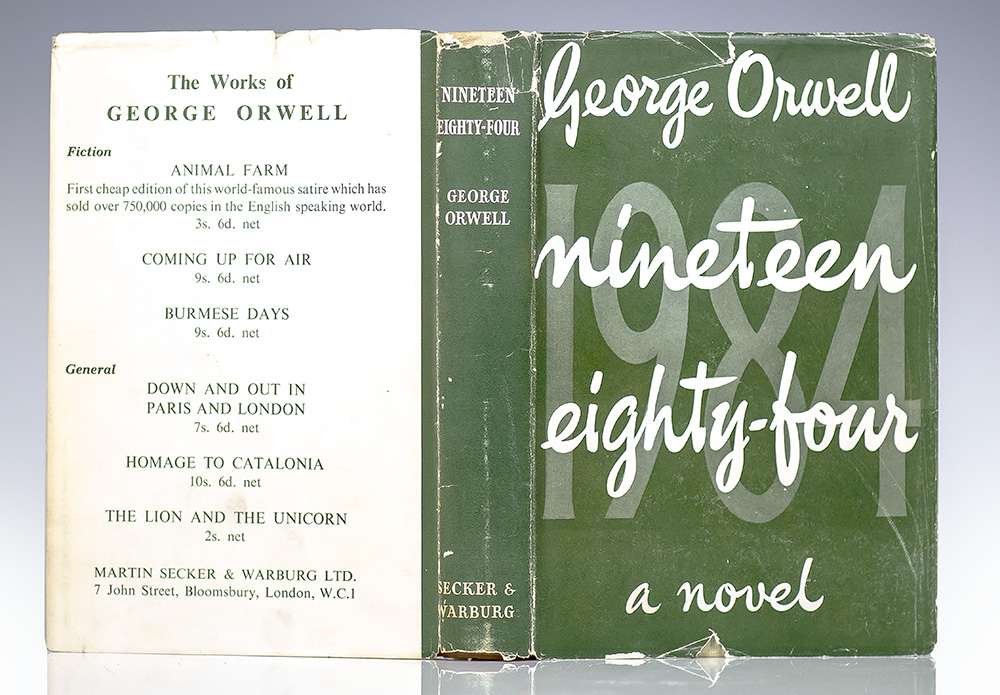 The Works of
GEORGE ORWELL
Fiction
ANIMAL FARM
First cheap edition of this world-famous satire which has
sold over 750,000 copies in the English speaking world.
3s. 6d. net
COMING UP FOR AIR
9s. 6d. net
BURMESE DAYS
9s. 6d. net
General
DOWN AND OUT IN
PARIS AND LONDON
7s. 6d. net
HOMAGE TO CATALONIA
10s. 6d. net
THE LION AND THE UNICORN
2s. net
MARTIN SECKER & WARBURG LTD.
7 John Street, Bloomsbury, London, W.C.1
NINETEEN
EIGHTY-FOUR
GEORGE
ORWELL
SECKER &
WARBURG
George Orwell
1984
nineteen
eighty-four
a novel